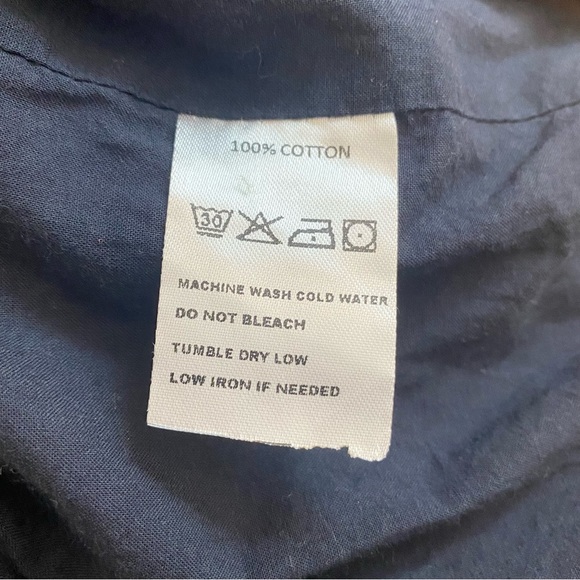 100% COTTON
30
MACHINE WASH COLD WATER
DO NOT BLEACH
TUMBLE DRY LOW
LOW IRON IF NEEDED